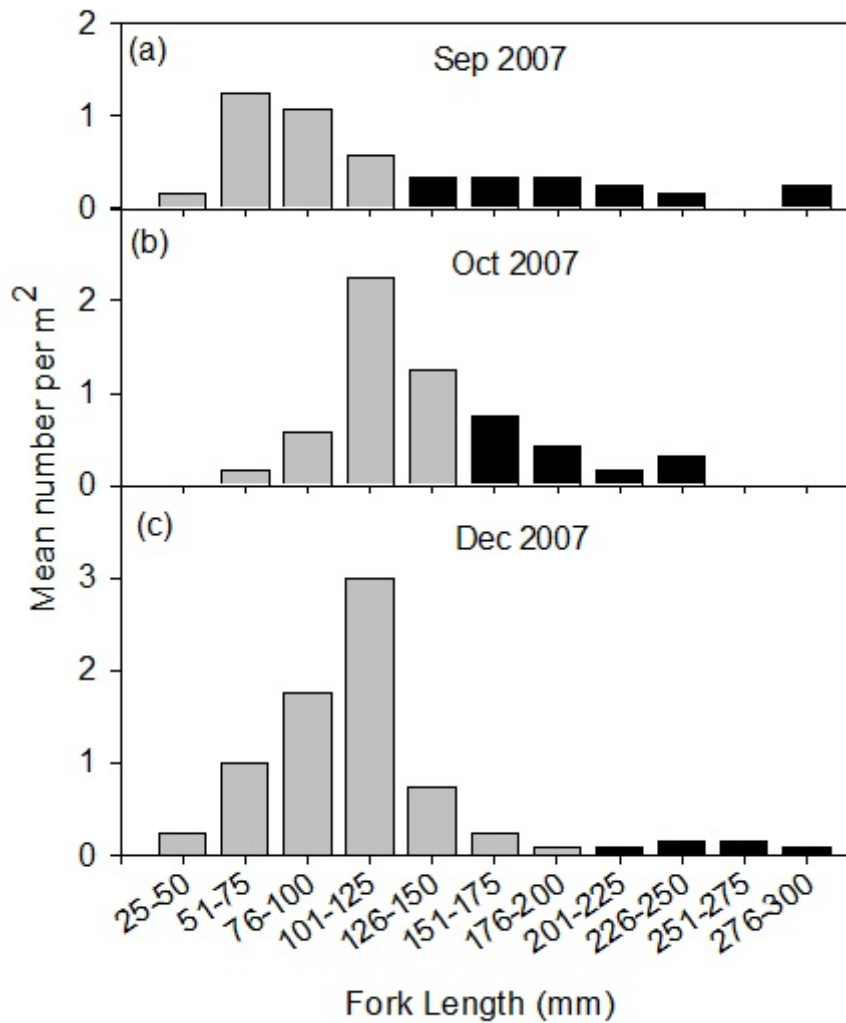 (a)
Sep 2007
2
1
0
(b)
Oct 2007
2
1
0
(c)
Dec 2007
3
2
1
0
Mean number per m²
25-50
51-75
76-100
101-125
126-150
151-175
176-200
201-225
226-250
251-275
276-300
Fork Length (mm)